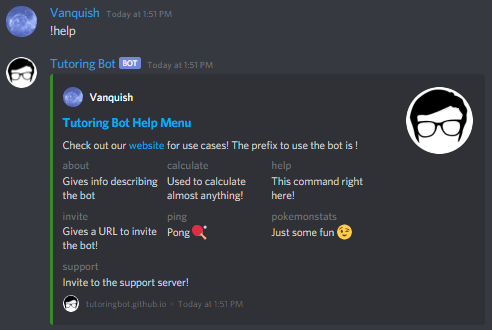 Vanquish Today at 1:51 PM
!help
Tutoring Bot BOT Today at 1:51 PM
Vanquish
Tutoring Bot Help Menu
Check out our website for use cases! The prefix to use the bot is !
about calculate help
Gives info describing Used to calculate This command right
the bot almost anything! here!
invite ping pokemonstats
Gives a URL to invite Pong 🏓 Just some fun 😉
the bot!
support
Invite to the support server!
tutoringbot.github.io • Today at 1:51 PM